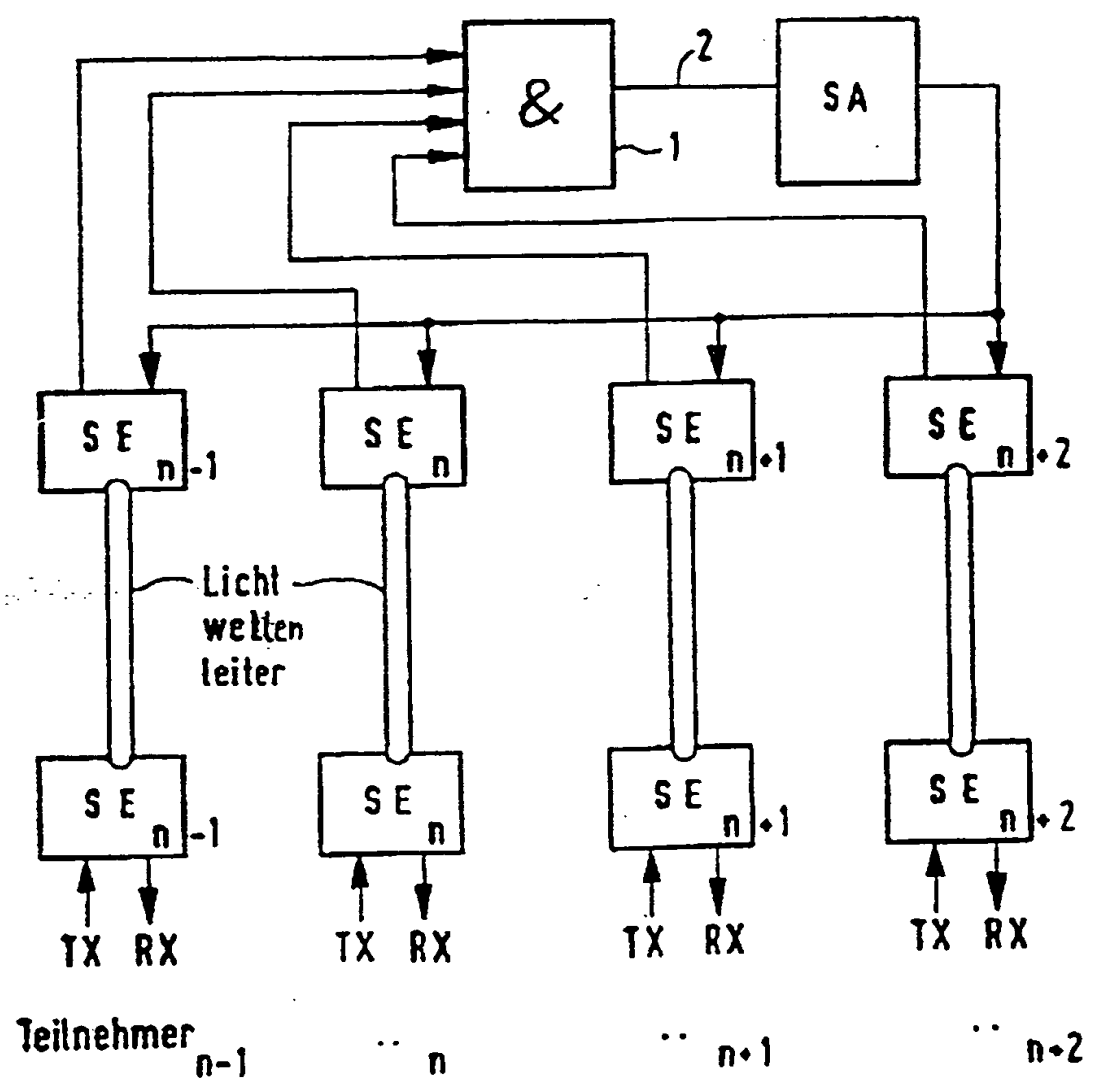 & 2 SA
1
SE n-1 SE n SE n+1 SE n+2
Licht
wellen
leiter
SE n-1 SE n SE n+1 SE n+2
TX RX TX RX TX RX TX RX
Teilnehmer n-1 ¨ n ¨ n+1 ¨ n+2